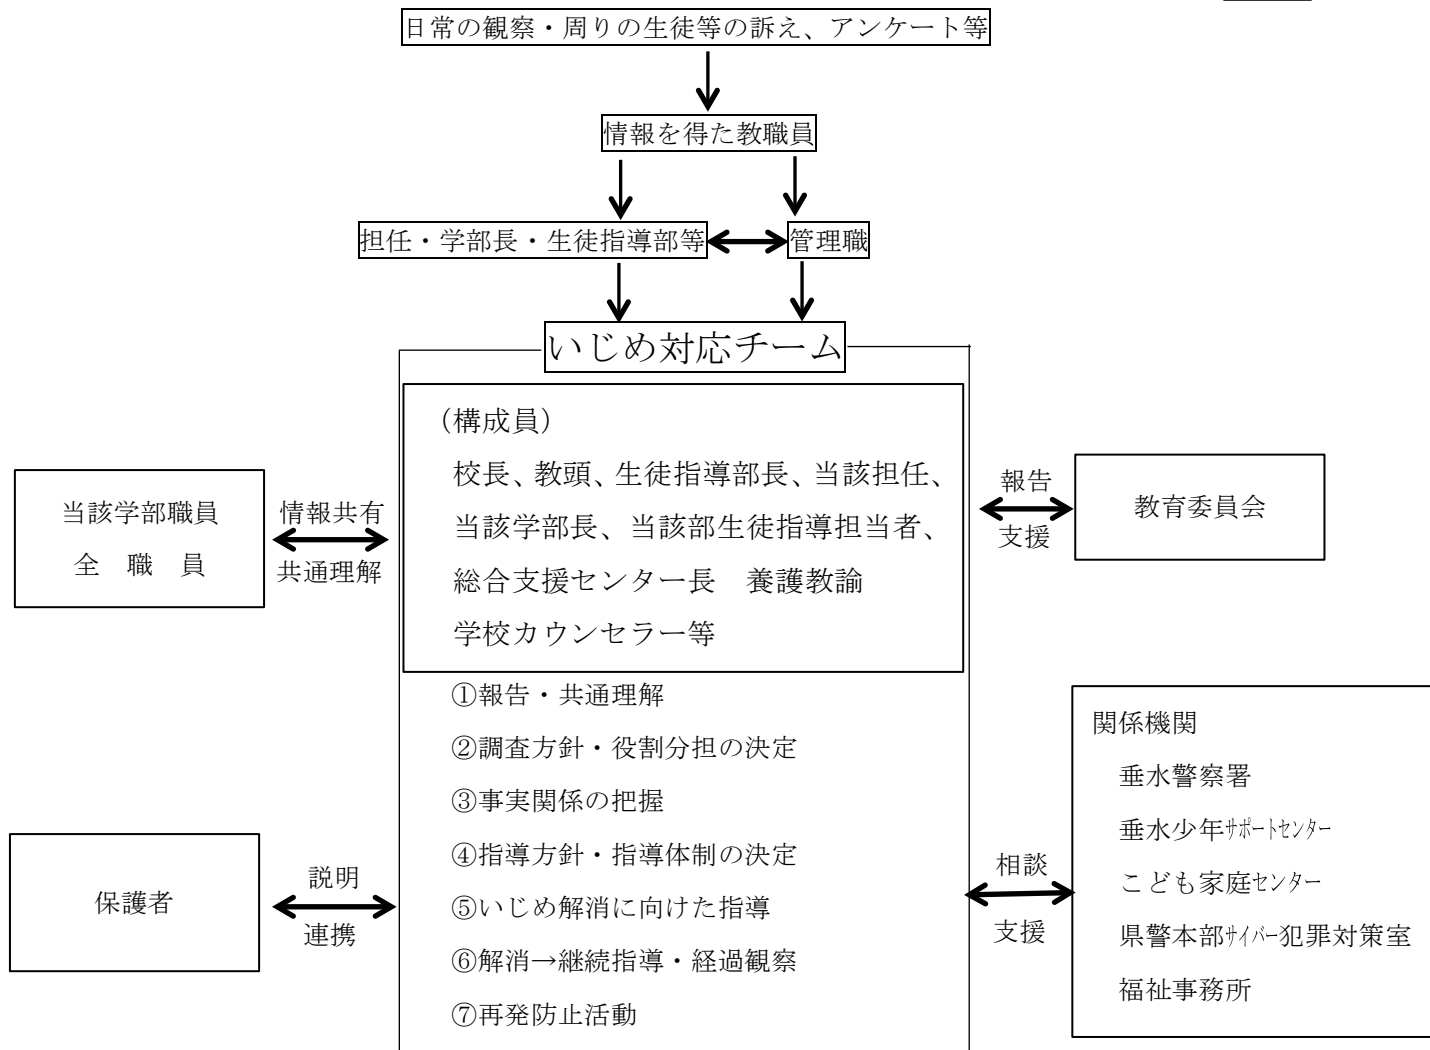 日常の観察・周りの生徒等の訴え、アンケート等
情報を得た教職員
担任・学部長・生徒指導部等
管理職
いじめ対応チーム
（構成員）
校長、教頭、生徒指導部長、当該担任、
当該学部長、当該部生徒指導担当者、
総合支援センター長　養護教諭
学校カウンセラー等
①報告・共通理解
②調査方針・役割分担の決定
③事実関係の把握
④指導方針・指導体制の決定
⑤いじめ解消に向けた指導
⑥解消→継続指導・経過観察
⑦再発防止活動
当該学部職員
全　職　員
情報共有
共通理解
保護者
説明
連携
報告
支援
教育委員会
相談
支援
関係機関
垂水警察署
垂水少年サポートセンター
こども家庭センター
県警本部サイバー犯罪対策室
福祉事務所